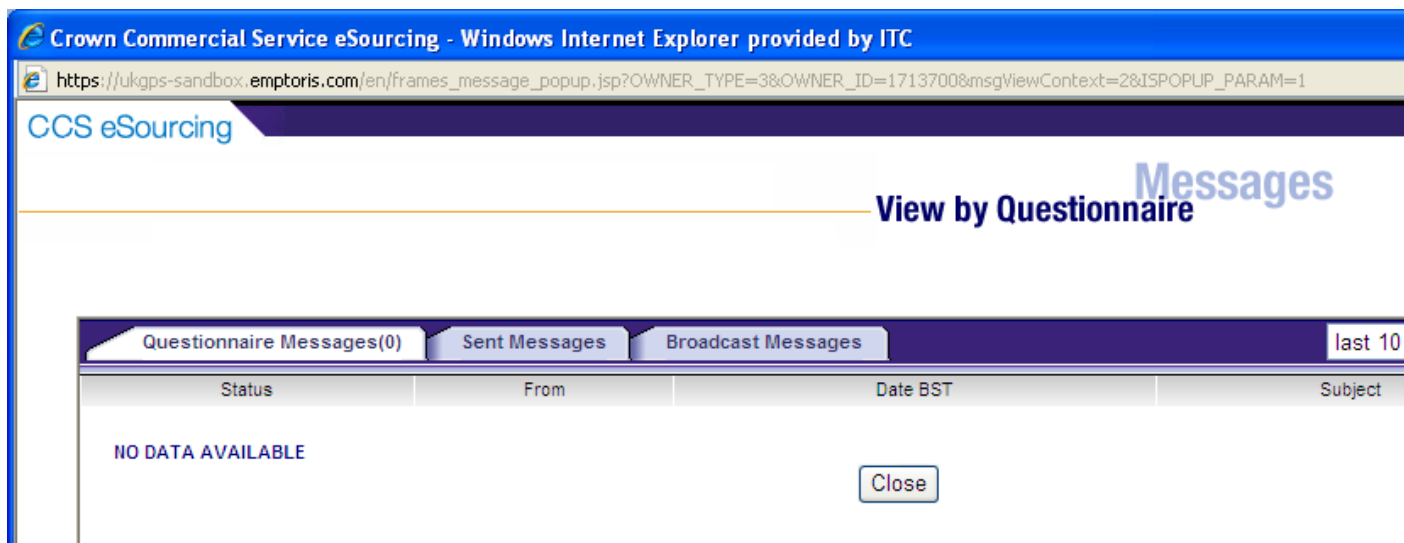 Crown Commercial Service eSourcing - Windows Internet Explorer provided by ITC
https://ukgps-sandbox.emptoris.com/en/frames_message_popup.jsp?OWNER_TYPE=3&OWNER_ID=1713700&msgViewContext=2&ISPOPUP_PARAM=1
CCS eSourcing
Messages
View by Questionnaire
Questionnaire Messages(0) Sent Messages Broadcast Messages last 10
Status From Date BST Subject
NO DATA AVAILABLE
Close